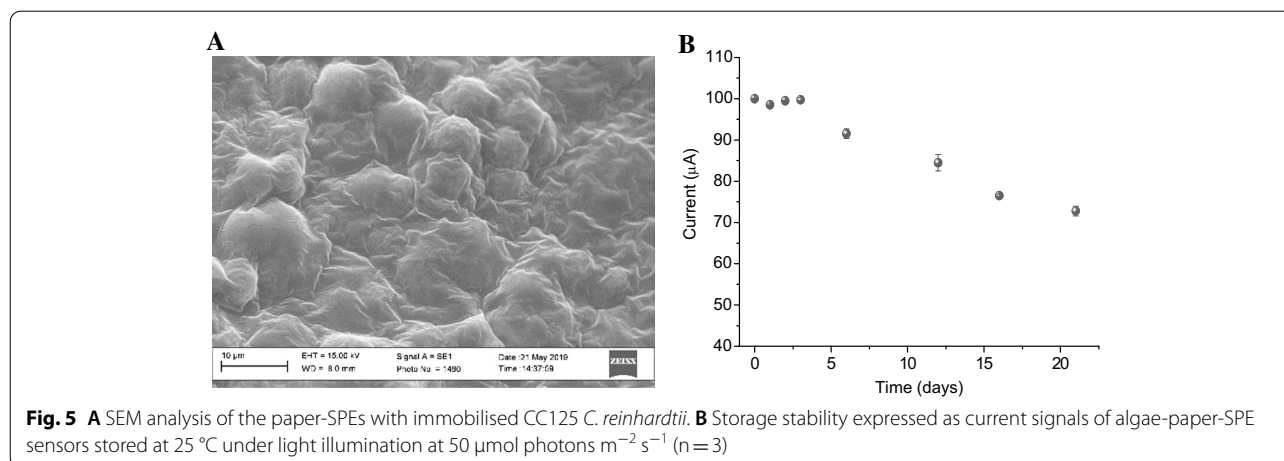 A
10 µm
EHT = 15.00 kV
WD = 8.0 mm
Signal A = SE1
Photo No. = 1490
Date :21 May 2019
Time :14:37:59
ZEISS
B
110
100
90
80
70
60
50
40
Current (µA)
0
5
10
15
20
Time (days)
Fig. 5 A SEM analysis of the paper-SPEs with immobilised CC125 C. reinhardtii. B Storage stability expressed as current signals of algae-paper-SPE
sensors stored at 25 °C under light illumination at 50 µmol photons m⁻² s⁻¹ (n = 3)